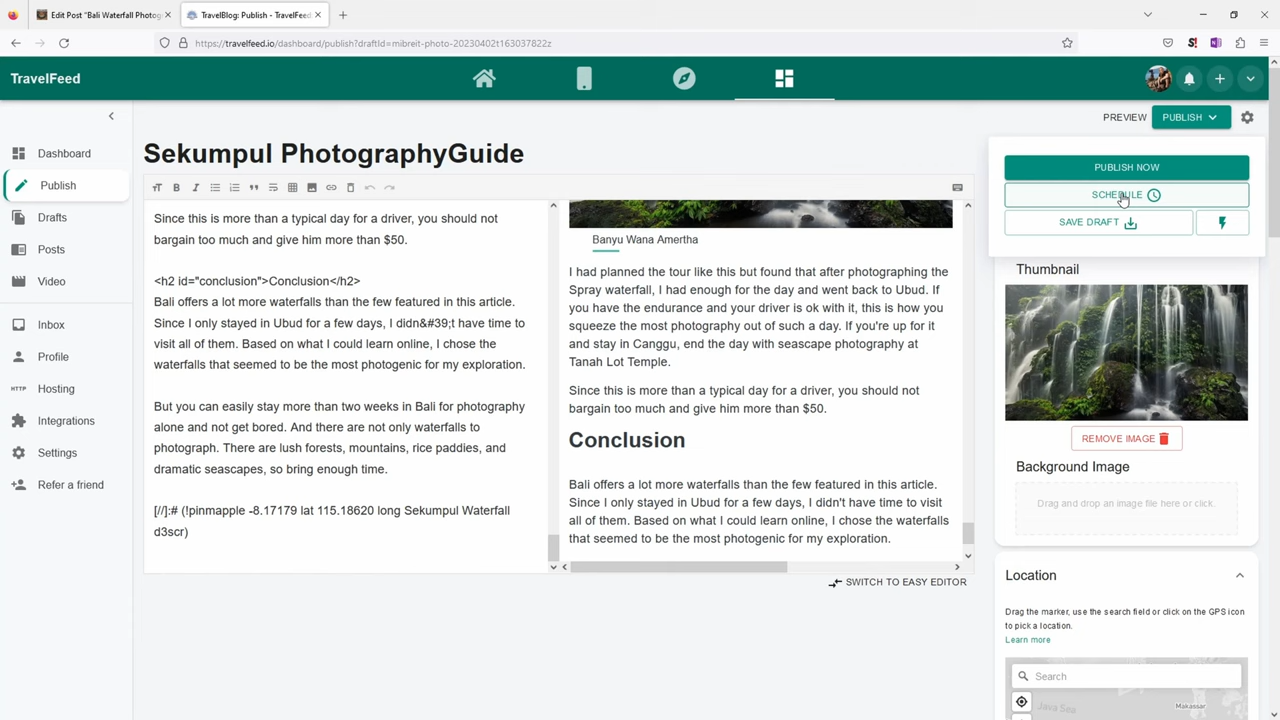 Edit Post "Bali Waterfall Photog
TravelBlog: Publish - TravelFeed
https://travelfeed.io/dashboard/publish?draftId=mibreit-photo-20230402t163037822z
TravelFeed
PREVIEW
PUBLISH
Dashboard
Publish
Drafts
Posts
Video
Inbox
Profile
HTTP
Hosting
Integrations
Settings
Refer a friend
Sekumpul PhotographyGuide
Since this is more than a typical day for a driver, you should not
bargain too much and give him more than $50.
<h2 id="conclusion">Conclusion</h2>
Bali offers a lot more waterfalls than the few featured in this article.
Since I only stayed in Ubud for a few days, I didn&#39;t have time to
visit all of them. Based on what I could learn online, I chose the
waterfalls that seemed to be the most photogenic for my exploration.
But you can easily stay more than two weeks in Bali for photography
alone and not get bored. And there are not only waterfalls to
photograph. There are lush forests, mountains, rice paddies, and
dramatic seascapes, so bring enough time.
[//]:# (!pinmapple -8.17179 lat 115.18620 long Sekumpul Waterfall
d3scr)
Banyu Wana Amertha
I had planned the tour like this but found that after photographing the
Spray waterfall, I had enough for the day and went back to Ubud. If
you have the endurance and your driver is ok with it, this is how you
squeeze the most photography out of such a day. If you're up for it
and stay in Canggu, end the day with seascape photography at
Tanah Lot Temple.
Since this is more than a typical day for a driver, you should not
bargain too much and give him more than $50.
Conclusion
Bali offers a lot more waterfalls than the few featured in this article.
Since I only stayed in Ubud for a few days, I didn't have time to visit
all of them. Based on what I could learn online, I chose the waterfalls
that seemed to be the most photogenic for my exploration.
SWITCH TO EASY EDITOR
PUBLISH NOW
SCHEDULE
SAVE DRAFT
Thumbnail
REMOVE IMAGE
Background Image
Drag and drop an image file here or click.
Location
Drag the marker, use the search field or click on the GPS icon
to pick a location.
Learn more
Search
Java Sea
Makassar